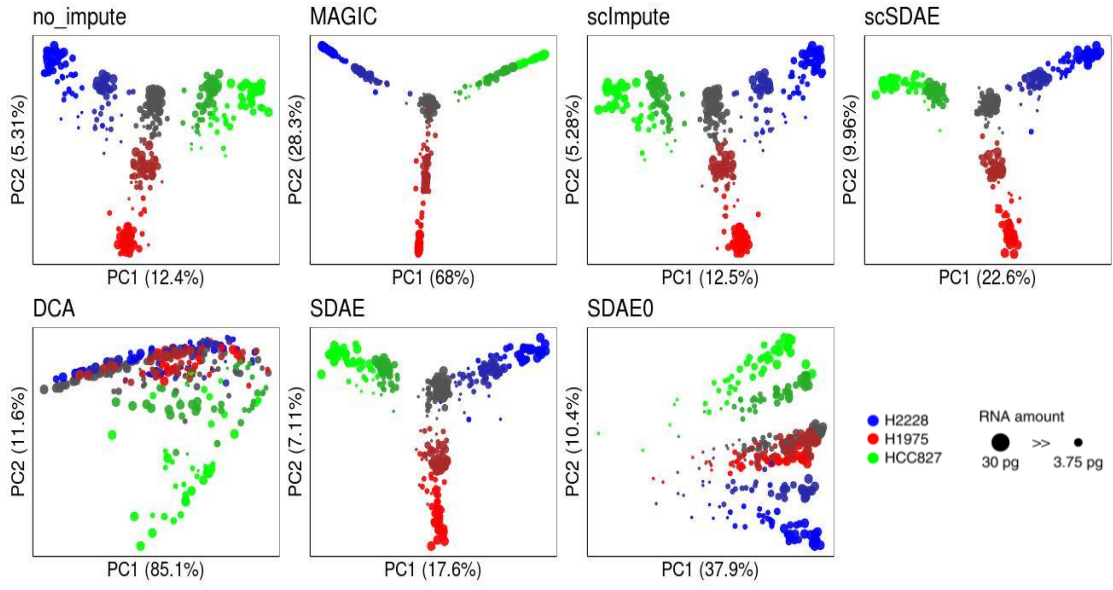 no_impute
MAGIC
scImpute
scSDAE
PC2 (5.31%)
PC2 (28.3%)
PC2 (5.28%)
PC2 (9.96%)
PC1 (12.4%)
PC1 (68%)
PC1 (12.5%)
PC1 (22.6%)
DCA
SDAE
SDAE0
PC2 (11.6%)
PC2 (7.11%)
PC2 (10.4%)
H2228
H1975
HCC827
RNA amount
>>
30 pg
3.75 pg
PC1 (85.1%)
PC1 (17.6%)
PC1 (37.9%)